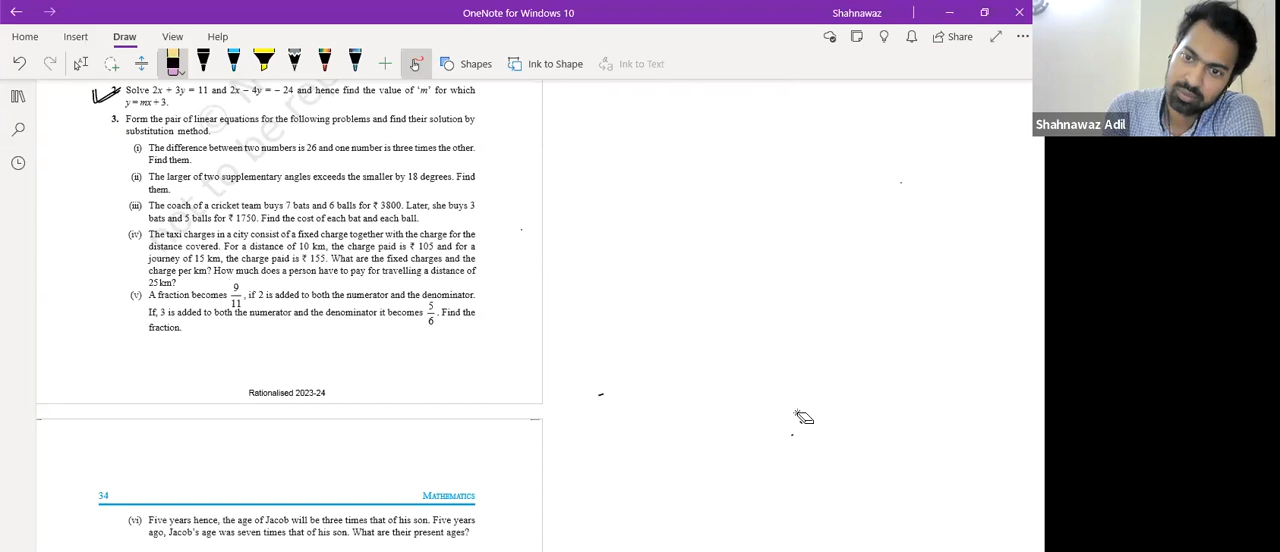 OneNote for Windows 10
Shahnawaz
Home Insert Draw View Help
Share
Shapes
Ink to Shape
Ink to Text
Shahnawaz Adil
2. Solve 2x + 3y = 11 and 2x – 4y = – 24 and hence find the value of ‘m’ for which
y = mx + 3.
3. Form the pair of linear equations for the following problems and find their solution by
substitution method.
(i) The difference between two numbers is 26 and one number is three times the other.
Find them.
(ii) The larger of two supplementary angles exceeds the smaller by 18 degrees. Find
them.
(iii) The coach of a cricket team buys 7 bats and 6 balls for ₹ 3800. Later, she buys 3
bats and 5 balls for ₹ 1750. Find the cost of each bat and each ball.
(iv) The taxi charges in a city consist of a fixed charge together with the charge for the
distance covered. For a distance of 10 km, the charge paid is ₹ 105 and for a
journey of 15 km, the charge paid is ₹ 155. What are the fixed charges and the
charge per km? How much does a person have to pay for travelling a distance of
25 km?
(v) A fraction becomes 9/11, if 2 is added to both the numerator and the denominator.
If, 3 is added to both the numerator and the denominator it becomes 5/6. Find the
fraction.
Rationalised 2023-24
34 MATHEMATICS
(vi) Five years hence, the age of Jacob will be three times that of his son. Five years
ago, Jacob's age was seven times that of his son. What are their present ages?